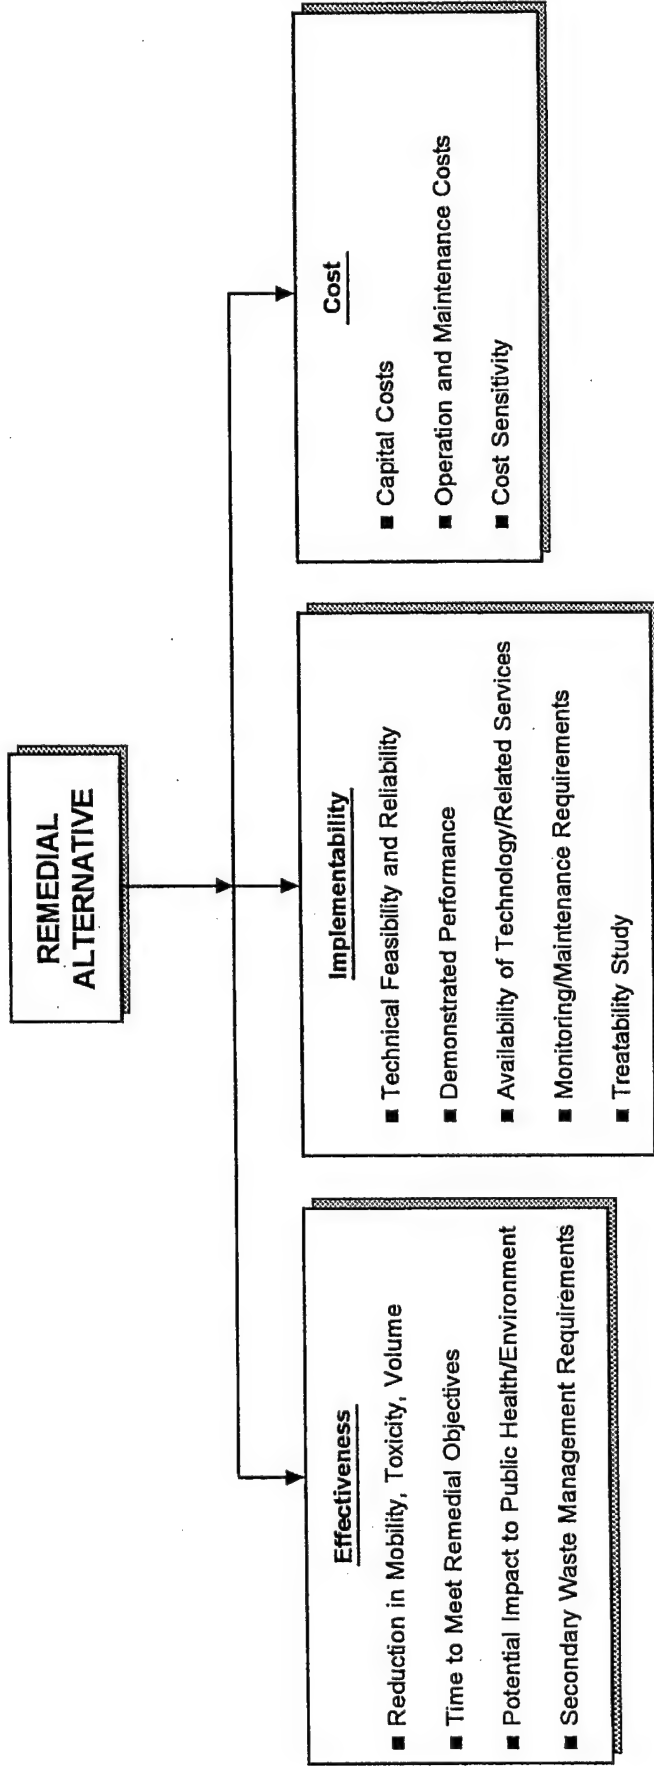 REMEDIAL
ALTERNATIVE
Effectiveness
■ Reduction in Mobility, Toxicity, Volume
■ Time to Meet Remedial Objectives
■ Potential Impact to Public Health/Environment
■ Secondary Waste Management Requirements
Implementability
■ Technical Feasibility and Reliability
■ Demonstrated Performance
■ Availability of Technology/Related Services
■ Monitoring/Maintenance Requirements
■ Treatability Study
Cost
■ Capital Costs
■ Operation and Maintenance Costs
■ Cost Sensitivity